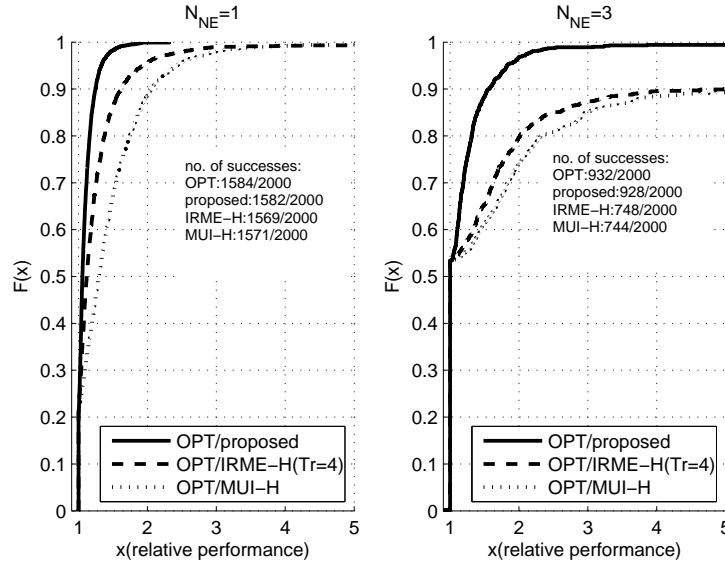 N_NE=1
1
0.9
0.8
0.7
0.6
0.5
0.4
0.3
0.2
0.1
0
F(x)
no. of successes:
OPT:1584/2000
proposed:1582/2000
IRME−H:1569/2000
MUI−H:1571/2000
OPT/proposed
OPT/IRME−H(Tr=4)
OPT/MUI−H
1 2 3 4 5
x(relative performance)
N_NE=3
1
0.9
0.8
0.7
0.6
0.5
0.4
0.3
0.2
0.1
0
F(x)
no. of successes:
OPT:932/2000
proposed:928/2000
IRME−H:748/2000
MUI−H:744/2000
OPT/proposed
OPT/IRME−H(Tr=4)
OPT/MUI−H
1 2 3 4 5
x(relative performance)